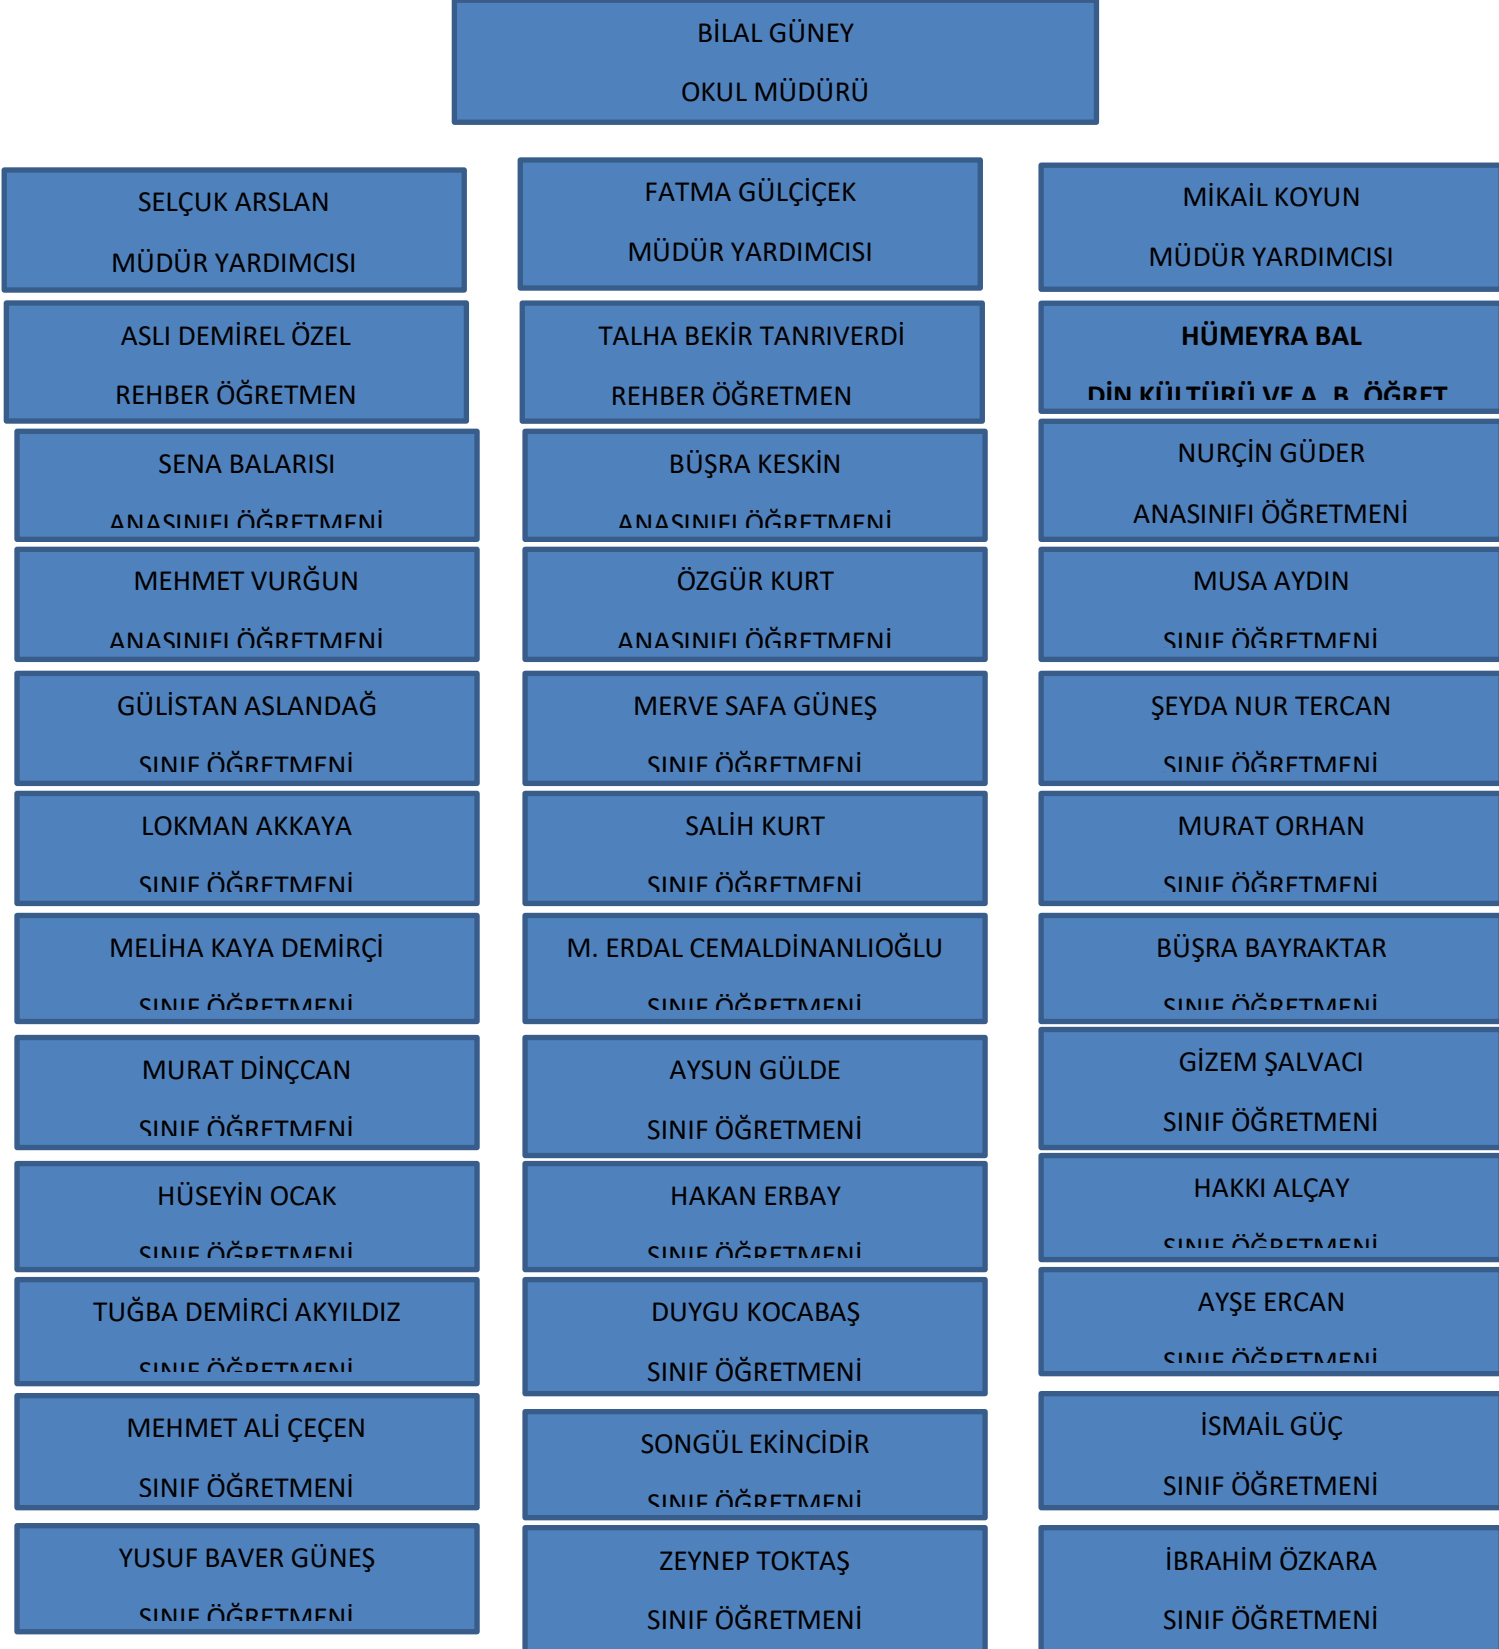 BİLAL GÜNEY
OKUL MÜDÜRÜ
SELÇUK ARSLAN
MÜDÜR YARDIMCISI
FATMA GÜLÇİÇEK
MÜDÜR YARDIMCISI
MİKAİL KOYUN
MÜDÜR YARDIMCISI
ASLI DEMİREL ÖZEL
REHBER ÖĞRETMEN
TALHA BEKİR TANRIVERDİ
REHBER ÖĞRETMEN
HÜMEYRA BAL
DİN KÜLTÜRÜ VE A. B. ÖĞRET
SENA BALARISI
ANASINIFI ÖĞRETMENİ
BÜŞRA KESKİN
ANASINIFI ÖĞRETMENİ
NURÇİN GÜDER
ANASINIFI ÖĞRETMENİ
MEHMET VURĞUN
ANASINIFI ÖĞRETMENİ
ÖZGÜR KURT
ANASINIFI ÖĞRETMENİ
MUSA AYDIN
SINIF ÖĞRETMENİ
GÜLİSTAN ASLANDAĞ
SINIF ÖĞRETMENİ
MERVE SAFA GÜNEŞ
SINIF ÖĞRETMENİ
ŞEYDA NUR TERCAN
SINIF ÖĞRETMENİ
LOKMAN AKKAYA
SINIF ÖĞRETMENİ
SALİH KURT
SINIF ÖĞRETMENİ
MURAT ORHAN
SINIF ÖĞRETMENİ
MELİHA KAYA DEMİRÇİ
SINIF ÖĞRETMENİ
M. ERDAL CEMALDİNANLIOĞLU
SINIF ÖĞRETMENİ
BÜŞRA BAYRAKTAR
SINIF ÖĞRETMENİ
MURAT DİNÇCAN
SINIF ÖĞRETMENİ
AYSUN GÜLDE
SINIF ÖĞRETMENİ
GİZEM ŞALVACI
SINIF ÖĞRETMENİ
HÜSEYİN OCAK
SINIF ÖĞRETMENİ
HAKAN ERBAY
SINIF ÖĞRETMENİ
HAKKI ALÇAY
SINIF ÖĞRETMENİ
TUĞBA DEMİRCİ AKYILDIZ
SINIF ÖĞRETMENİ
DUYGU KOCABAŞ
SINIF ÖĞRETMENİ
AYŞE ERCAN
SINIF ÖĞRETMENİ
MEHMET ALİ ÇEÇEN
SINIF ÖĞRETMENİ
SONGÜL EKİNCİDİR
SINIF ÖĞRETMENİ
İSMAİL GÜÇ
SINIF ÖĞRETMENİ
YUSUF BAVER GÜNEŞ
SINIF ÖĞRETMENİ
ZEYNEP TOKTAŞ
SINIF ÖĞRETMENİ
İBRAHİM ÖZKARA
SINIF ÖĞRETMENİ